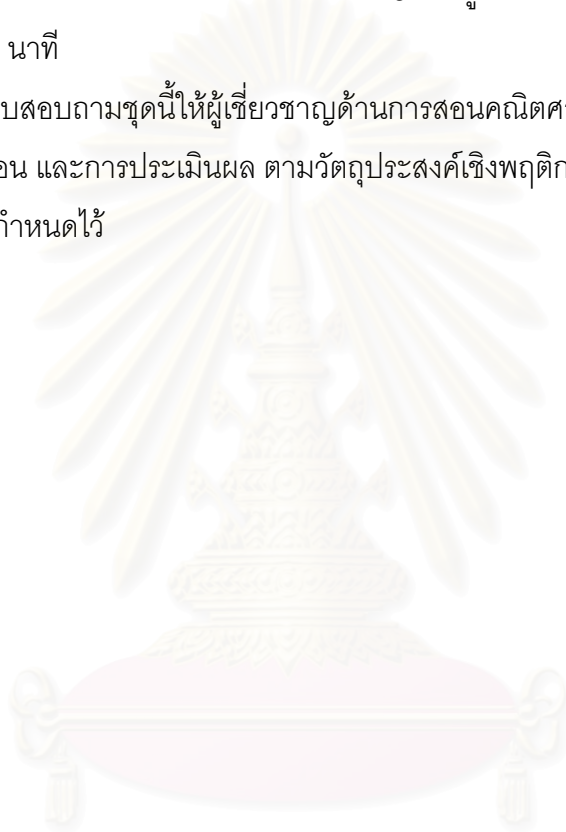 นาที
บสอบถามชุดนี้ให้ผู้เชี่ยวชาญด้านการสอนคณิตศ
อน และการประเมินผล ตามวัตถุประสงค์เชิงพฤติก
กำหนดไว้